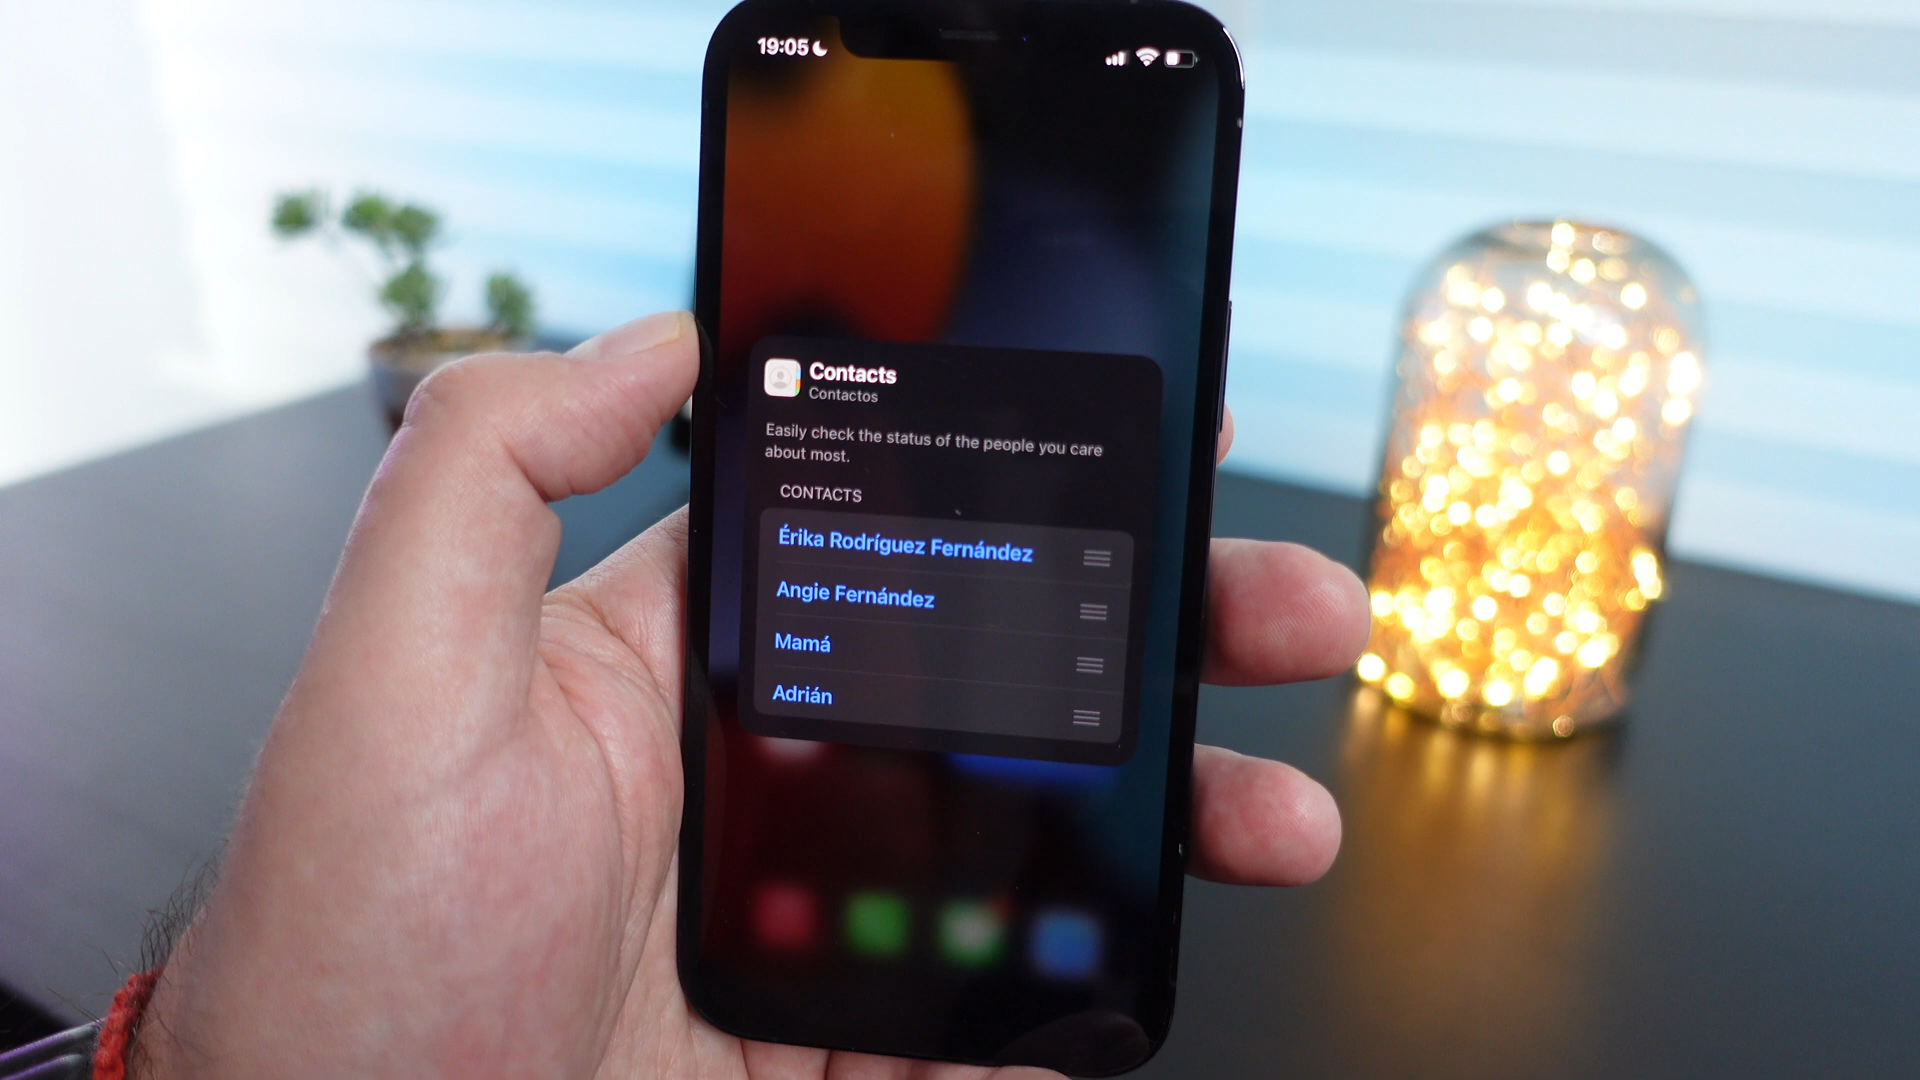 19:05
Contacts
Contactos
Easily check the status of the people you care
about most.
CONTACTS
Érika Rodríguez Fernández
Angie Fernández
Mamá
Adrián